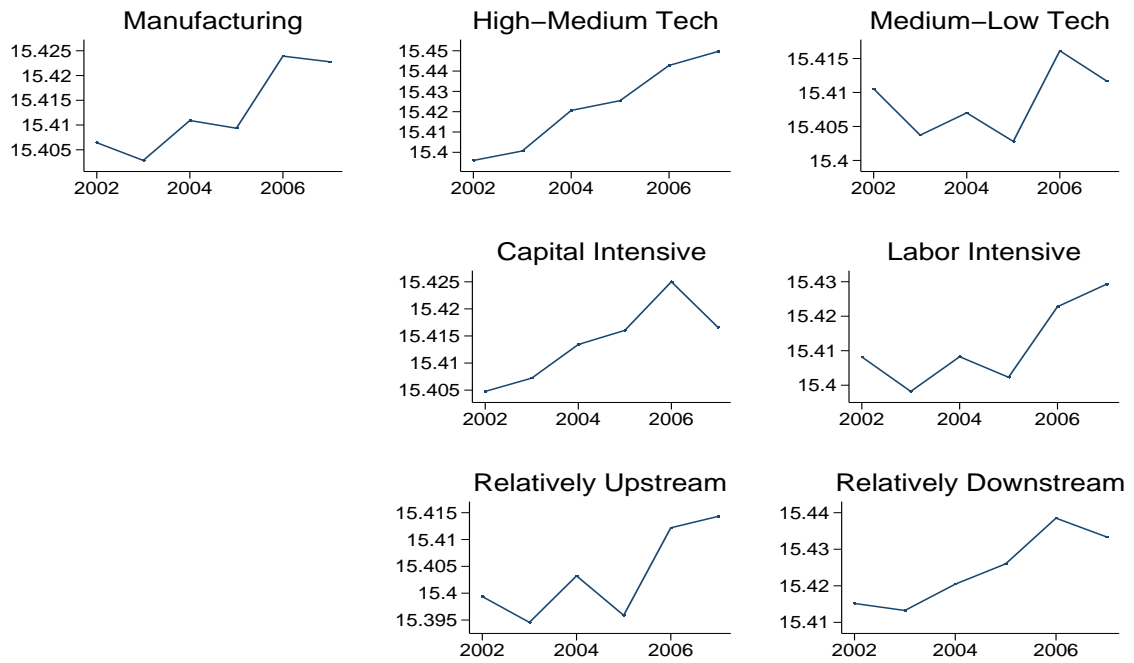 Manufacturing
15.425
15.42
15.415
15.41
15.405
2002 2004 2006
High−Medium Tech
15.45
15.44
15.43
15.42
15.41
15.4
2002 2004 2006
Medium−Low Tech
15.415
15.41
15.405
15.4
2002 2004 2006
Capital Intensive
15.425
15.42
15.415
15.41
15.405
2002 2004 2006
Labor Intensive
15.43
15.42
15.41
15.4
2002 2004 2006
Relatively Upstream
15.415
15.41
15.405
15.4
15.395
2002 2004 2006
Relatively Downstream
15.44
15.43
15.42
15.41
2002 2004 2006